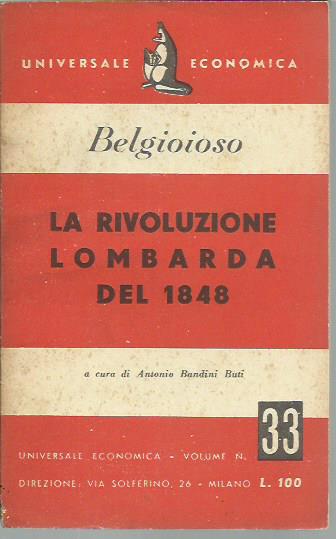 UNIVERSALE ECONOMICA
Belgioioso
LA RIVOLUZIONE
LOMBARDA
DEL 1848
a cura di Antonio Bandini Buti
33
UNIVERSALE ECONOMICA - VOLUME N.
DIREZIONE: VIA SOLFERINO, 26 - MILANO L. 100